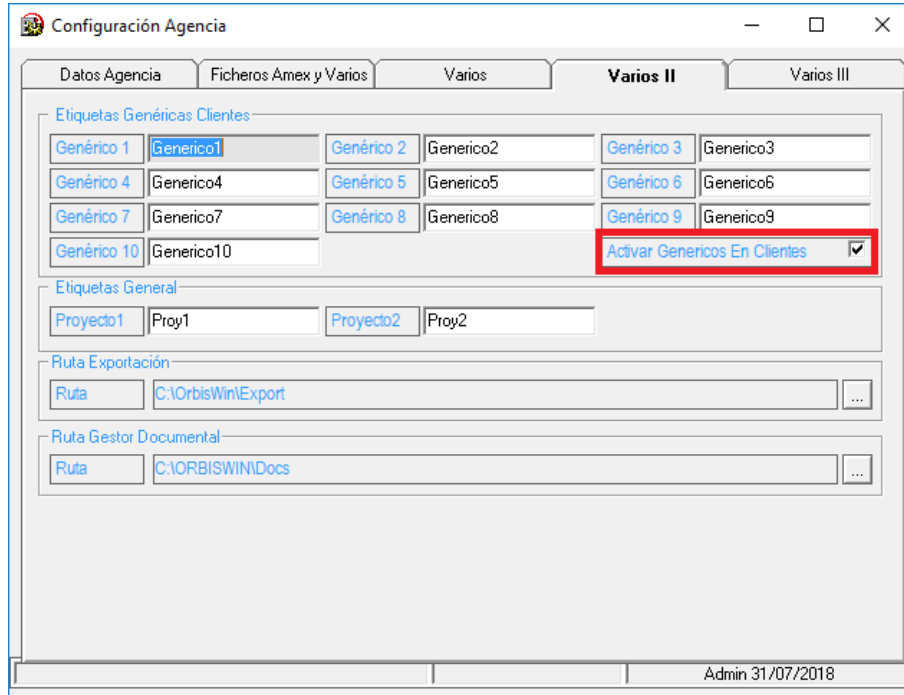 Configuración Agencia
Datos Agencia Ficheros Amex y Varios Varios Varios II Varios III
Etiquetas Genéricas Clientes
Genérico 1 Generico1 Genérico 2 Generico2 Genérico 3 Generico3
Genérico 4 Generico4 Genérico 5 Generico5 Genérico 6 Generico6
Genérico 7 Generico7 Genérico 8 Generico8 Genérico 9 Generico9
Genérico 10 Generico10 Activar Genericos En Clientes
Etiquetas General
Proyecto1 Proy1 Proyecto2 Proy2
Ruta Exportación
Ruta C:\OrbisWin\Export ...
Ruta Gestor Documental
Ruta C:\ORBISWIN\Docs ...
Admin 31/07/2018